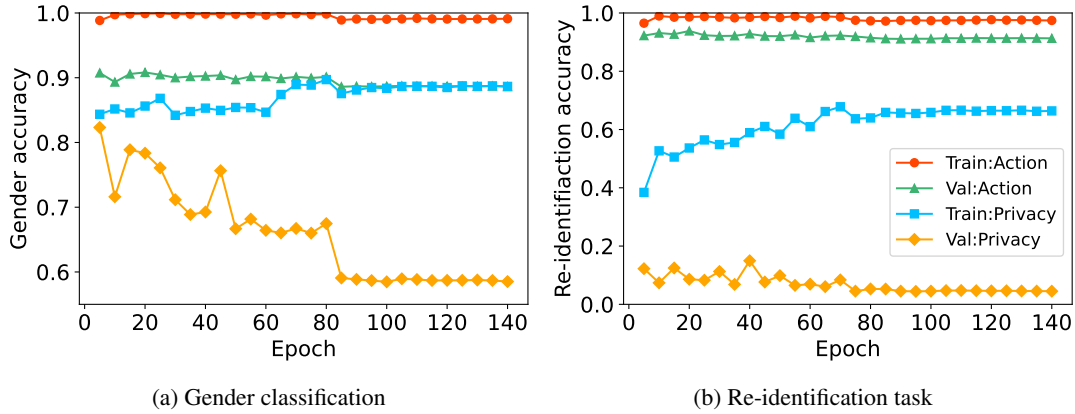 1.0
0.9
0.8
0.7
0.6
Gender accuracy
0 20 40 60 80 100 120 140
Epoch
(a) Gender classification
1.0
0.8
0.6
0.4
0.2
0.0
Re-identifiaction accuracy
Train:Action
Val:Action
Train:Privacy
Val:Privacy
0 20 40 60 80 100 120 140
Epoch
(b) Re-identification task